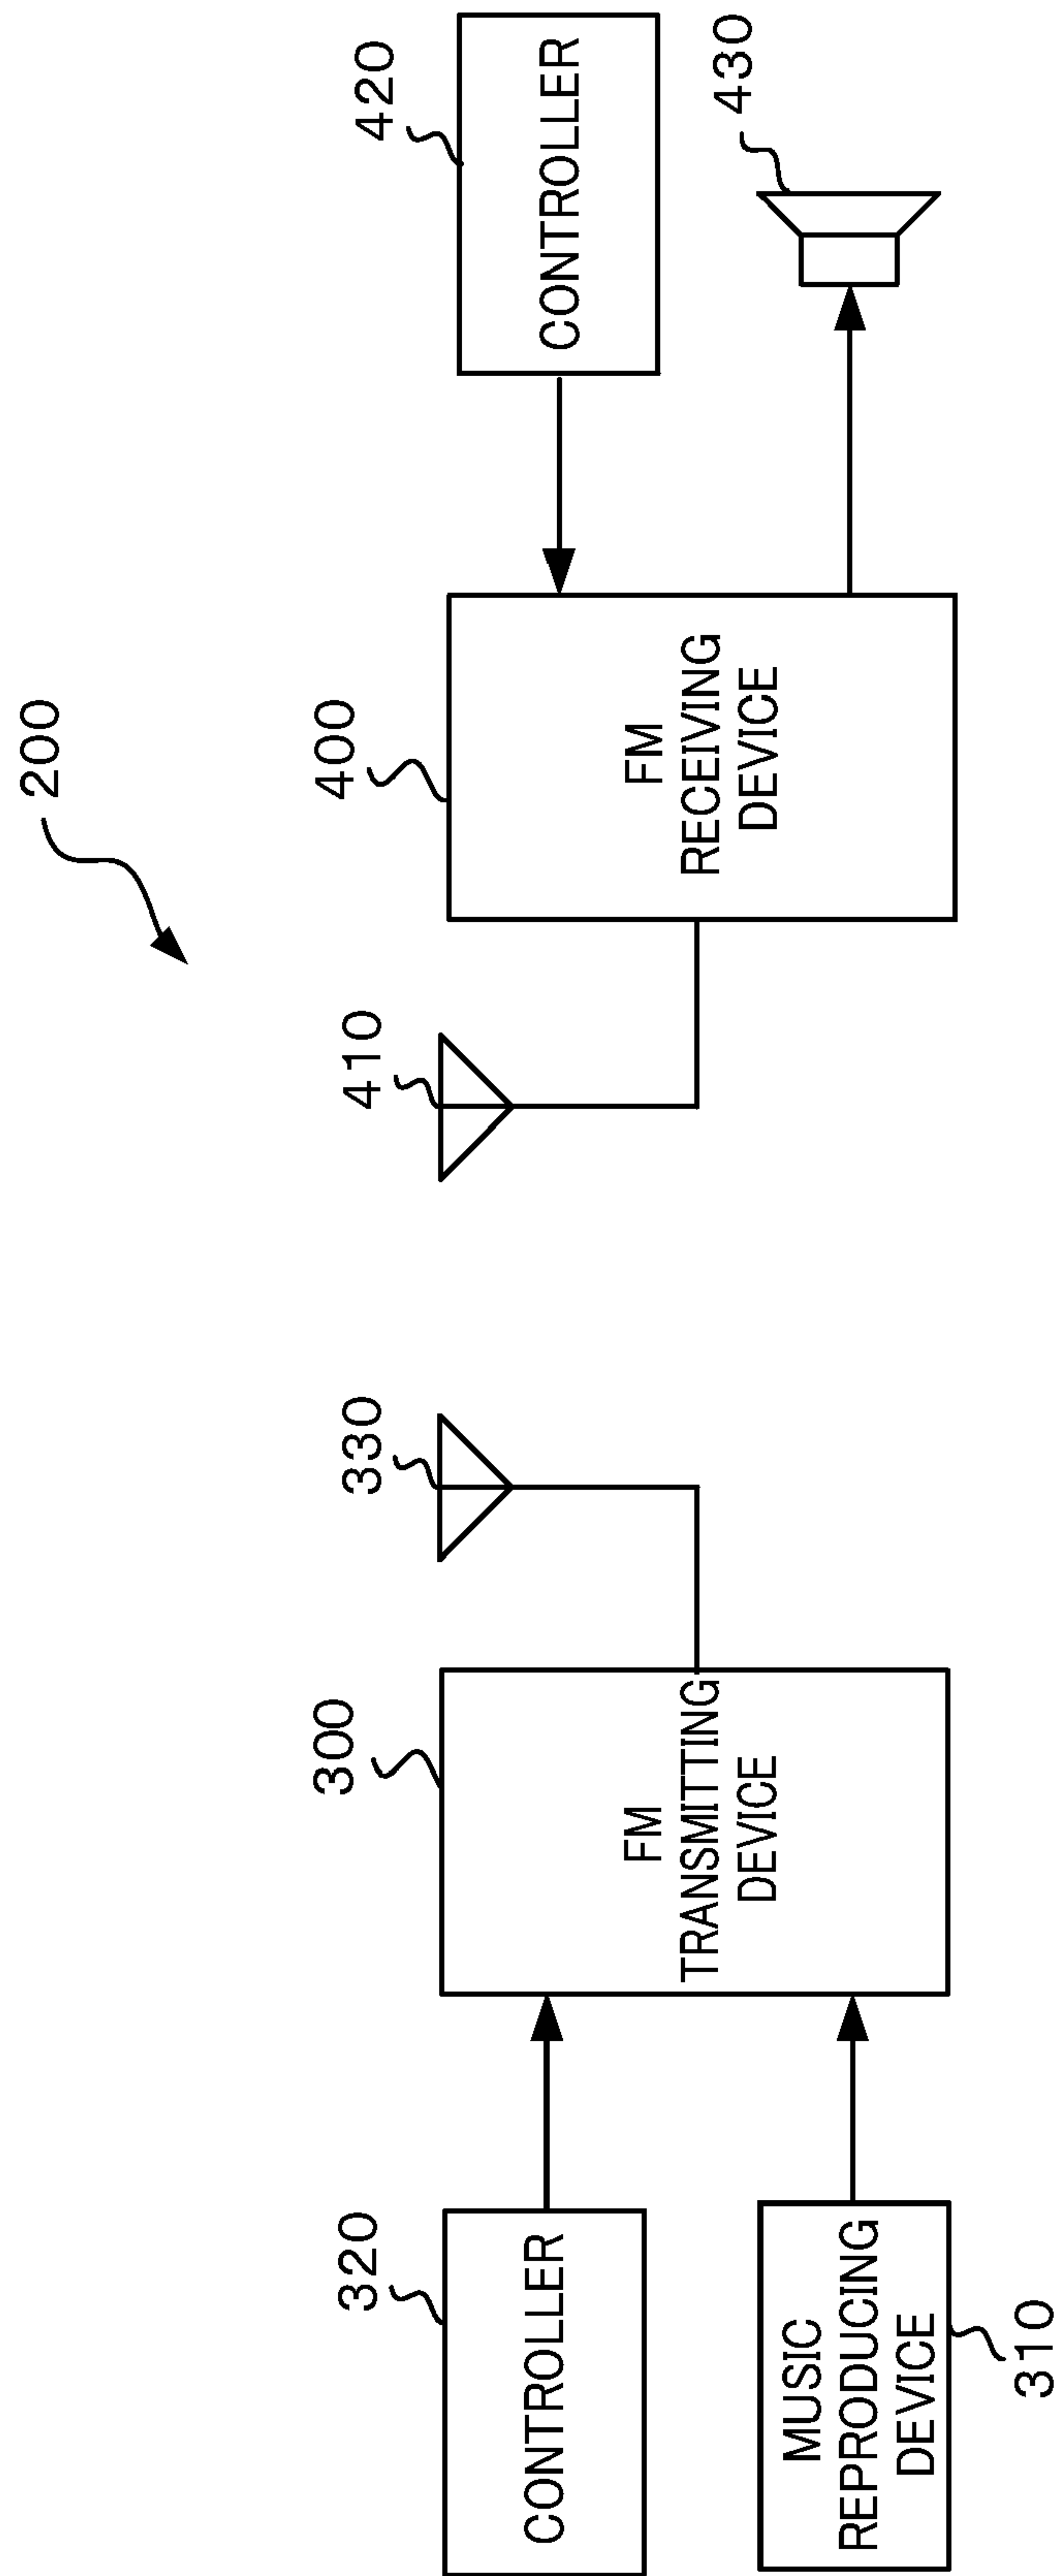 200
320
CONTROLLER
300
FM
TRANSMITTING
DEVICE
MUSIC
REPRODUCING
DEVICE
310
330
410
400
FM
RECEIVING
DEVICE
420
CONTROLLER
430